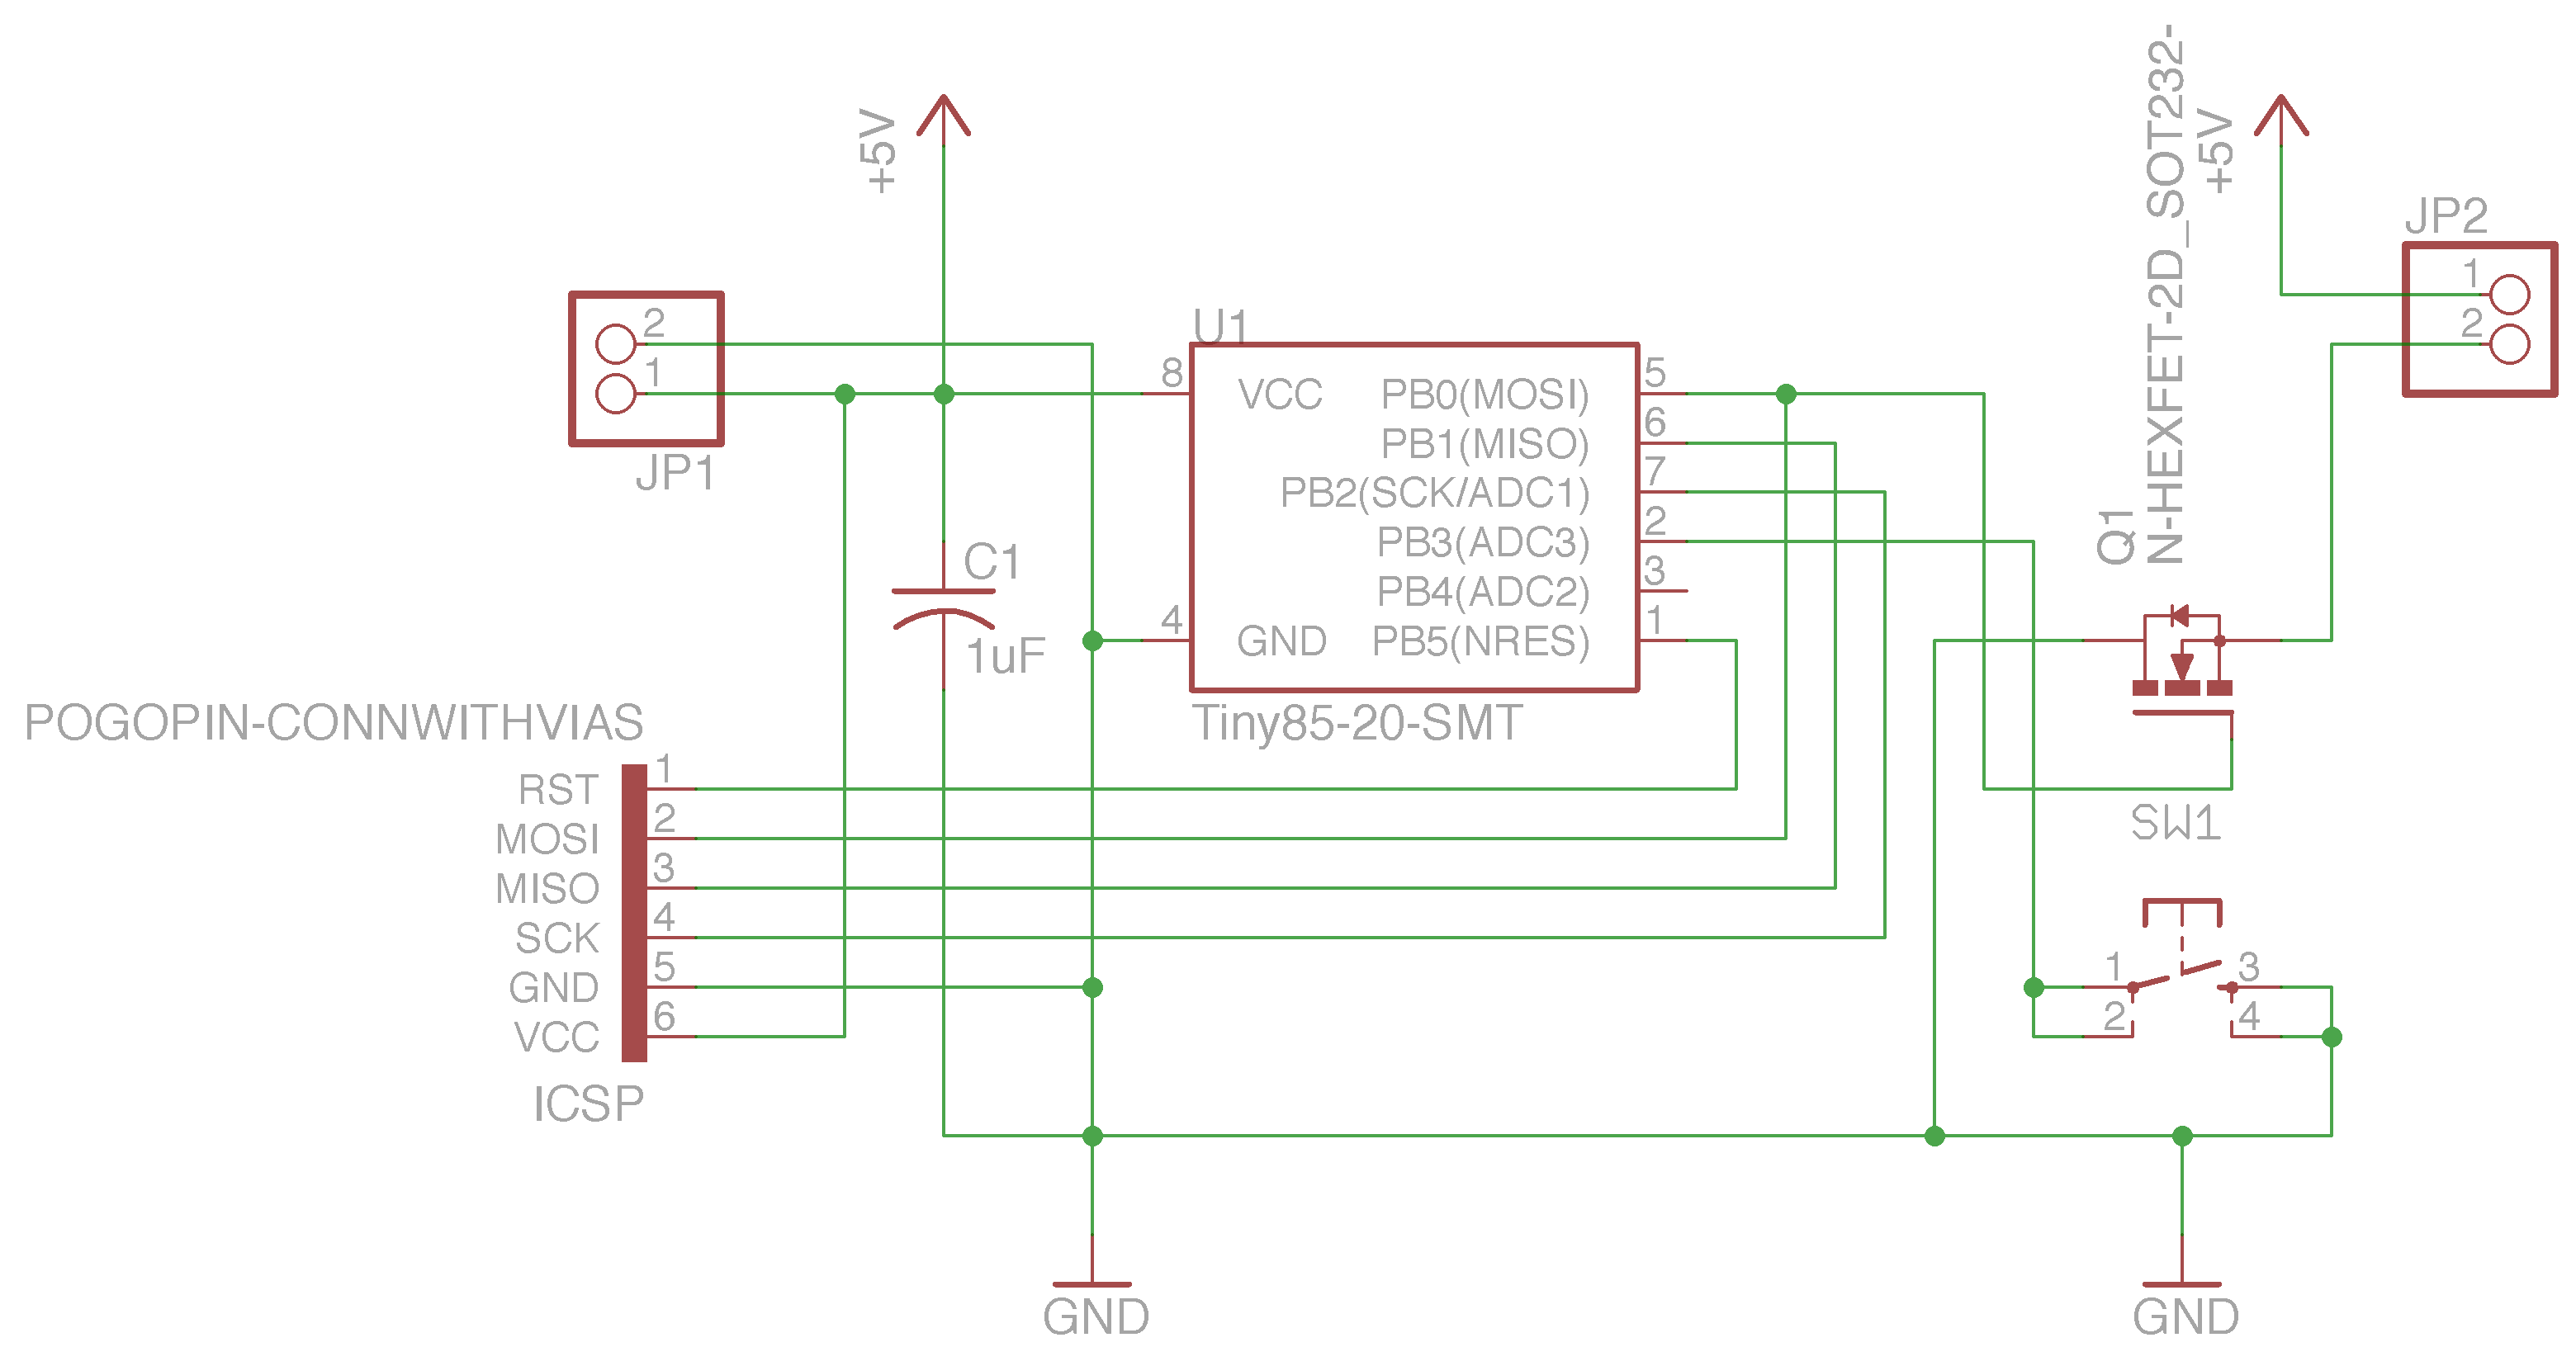 +5V
N-HEXFET-2D_SOT232-
Q1
+5V
JP2
1
2
2
1
JP1
U1
8
VCC
4
GND
PB0(MOSI)
5
PB1(MISO)
6
PB2(SCK/ADC1)
7
PB3(ADC3)
2
PB4(ADC2)
3
PB5(NRES)
1
Tiny85-20-SMT
C1
1uF
POGOPIN-CONNWITHVIAS
RST 1
MOSI 2
MISO 3
SCK 4
GND 5
VCC 6
ICSP
SW1
1
3
2
4
GND
GND